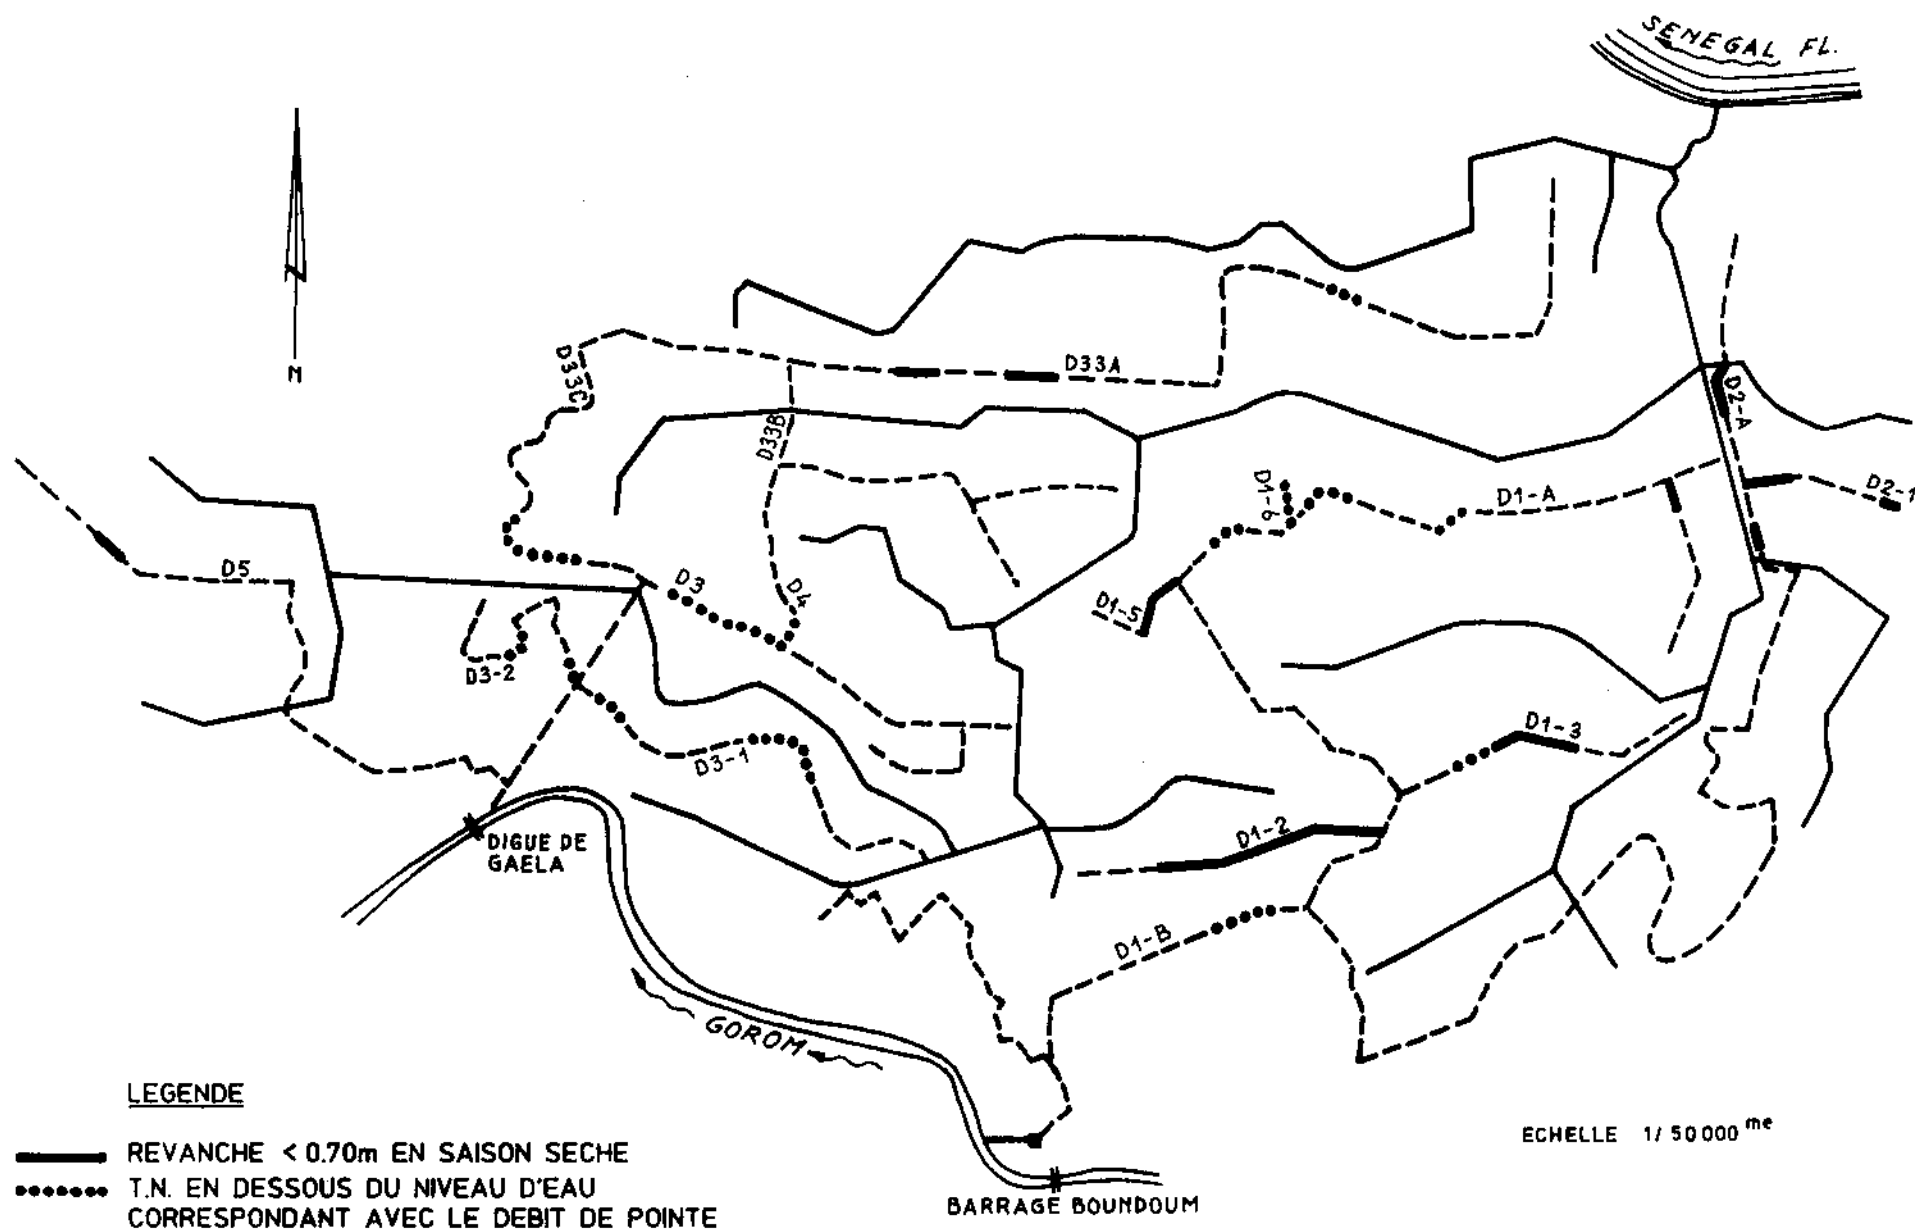 SENEGAL FL.
N
D33C
D33A
D33B
D2-A
D2-1
D1-6
D1-A
D5
D3
D4
D1-5
D3-2
D3-1
D1-3
D1-2
DIGUE DE
GAELA
D1-B
GOROM
LEGENDE
REVANCHE < 0.70m EN SAISON SECHE
T.N. EN DESSOUS DU NIVEAU D'EAU
CORRESPONDANT AVEC LE DEBIT DE POINTE
ECHELLE 1/ 50 000 me
BARRAGE BOUNDOUM